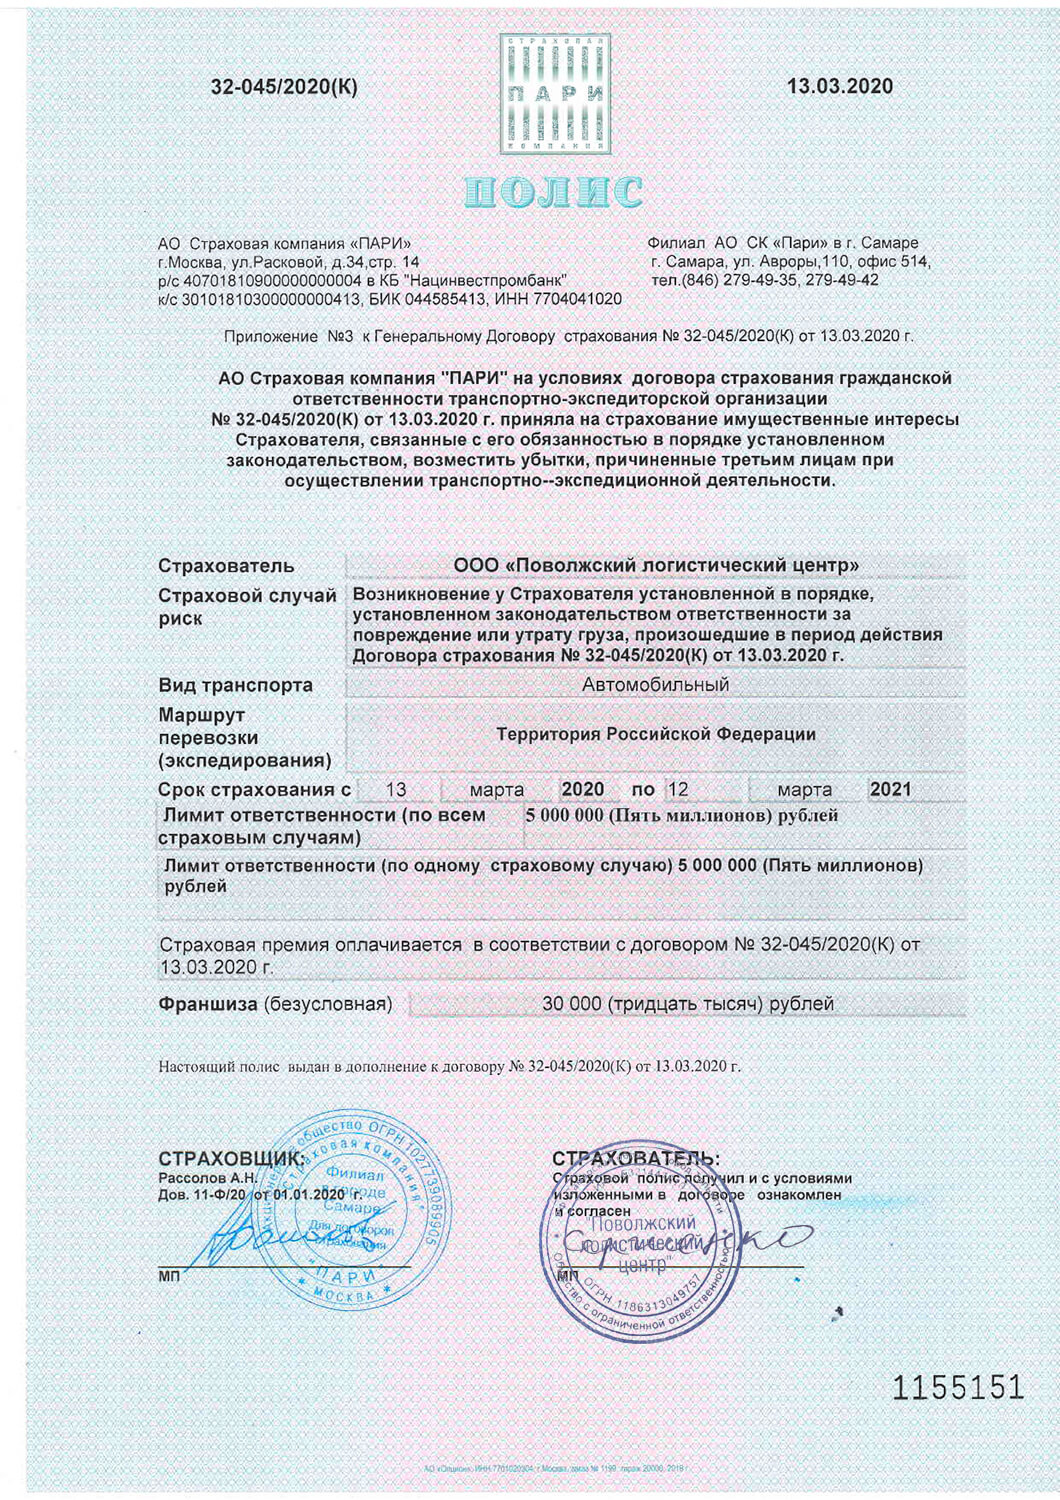 СТРАХОВАЯ
ПАРИ
КОМПАНИЯ
32-045/2020(К)
13.03.2020
ПОЛИС
АО Страховая компания «ПАРИ»
г.Москва, ул.Расковой, д.34,стр. 14
р/с 40701810900000000004 в КБ "Нацинвестпромбанк"
к/с 30101810300000000413, БИК 044585413, ИНН 7704041020
Филиал АО СК «Пари» в г. Самаре
г. Самара, ул. Авроры,110, офис 514,
тел.(846) 279-49-35, 279-49-42
Приложение №3 к Генеральному Договору страхования № 32-045/2020(К) от 13.03.2020 г.
АО Страховая компания "ПАРИ" на условиях договора страхования гражданской
ответственности транспортно-экспедиторской организации
№ 32-045/2020(К) от 13.03.2020 г. приняла на страхование имущественные интересы
Страхователя, связанные с его обязанностью в порядке установленном
законодательством, возместить убытки, причиненные третьим лицам при
осуществлении транспортно--экспедиционной деятельности.
Страхователь ООО «Поволжский логистический центр»
Страховой случай
риск
Возникновение у Страхователя установленной в порядке,
установленном законодательством ответственности за
повреждение или утрату груза, произошедшие в период действия
Договора страхования № 32-045/2020(К) от 13.03.2020 г.
Вид транспорта Автомобильный
Маршрут
перевозки
(экспедирования)
Территория Российской Федерации
Срок страхования с 13 марта 2020 по 12 марта 2021
Лимит ответственности (по всем
страховым случаям)
5 000 000 (Пять миллионов) рублей
Лимит ответственности (по одному страховому случаю) 5 000 000 (Пять миллионов)
рублей
Страховая премия оплачивается в соответствии с договором № 32-045/2020(К) от
13.03.2020 г.
Франшиза (безусловная) 30 000 (тридцать тысяч) рублей
Настоящий полис выдан в дополнение к договору № 32-045/2020(К) от 13.03.2020 г.
СТРАХОВЩИК:
Рассолов А.Н.
Дов. 11-Ф/20 от 01.01.2020 г.
МП
общество ОГРН 1027739089905
"Страховая компания"
Филиал
в городе
Самаре
Для договоров
страхования
"ПАРИ"
* МОСКВА *
СТРАХОВАТЕЛЬ:
Страховой полис получил и с условиями
изложенными в договоре ознакомлен
и согласен
МП
"Поволжский
логистический
центр"
ОГРН 1186313049757
Общество с ограниченной ответственностью
1155151
АО «Опцион», ИНН 7701020304, г.Москва, заказ № 1199, тираж 20000, 2018 г.